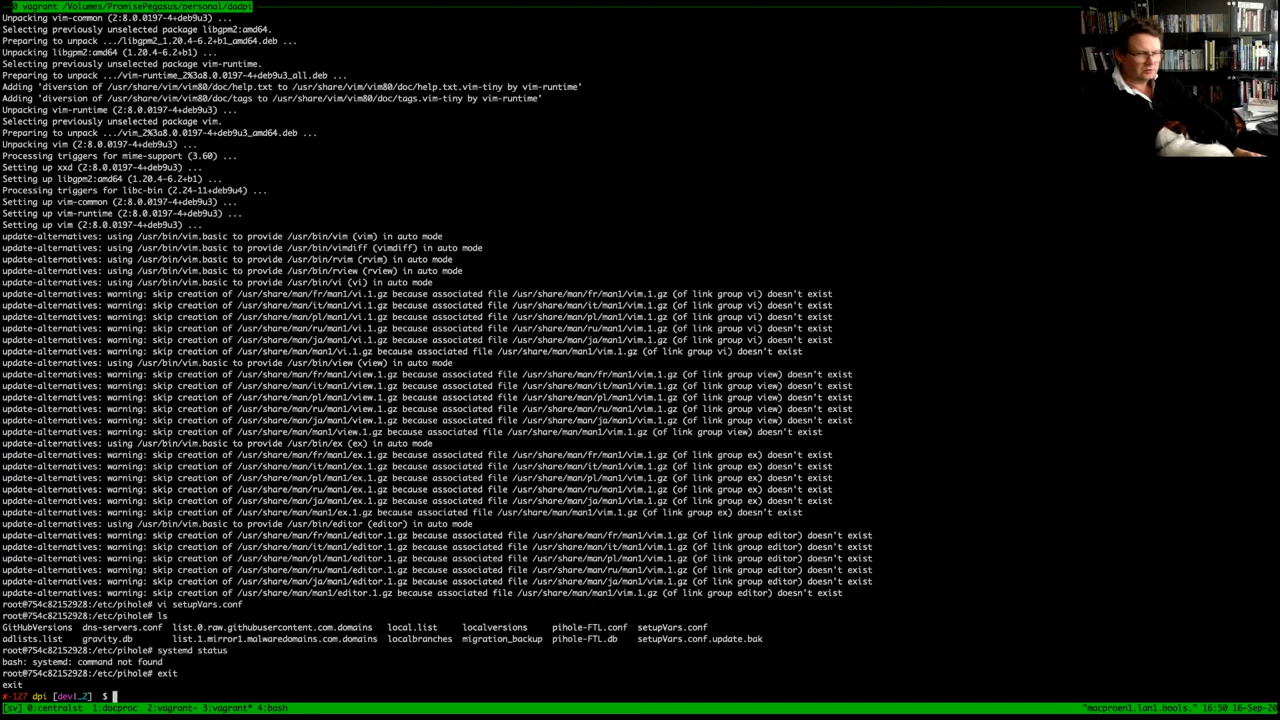 0 vagrant /Volumes/PromisePegasus/personal/dadpi
Unpacking vim-common (2:8.0.0197-4+deb9u3) ...
Selecting previously unselected package libgpm2:amd64.
Preparing to unpack .../libgpm2_1.20.4-6.2+b1_amd64.deb ...
Unpacking libgpm2:amd64 (1.20.4-6.2+b1) ...
Selecting previously unselected package vim-runtime.
Preparing to unpack .../vim-runtime_2%3a8.0.0197-4+deb9u3_all.deb ...
Adding 'diversion of /usr/share/vim/vim80/doc/help.txt to /usr/share/vim/vim80/doc/help.txt.vim-tiny by vim-runtime'
Adding 'diversion of /usr/share/vim/vim80/doc/tags to /usr/share/vim/vim80/doc/tags.vim-tiny by vim-runtime'
Unpacking vim-runtime (2:8.0.0197-4+deb9u3) ...
Selecting previously unselected package vim.
Preparing to unpack .../vim_2%3a8.0.0197-4+deb9u3_amd64.deb ...
Unpacking vim (2:8.0.0197-4+deb9u3) ...
Processing triggers for mime-support (3.60) ...
Setting up xxd (2:8.0.0197-4+deb9u3) ...
Setting up libgpm2:amd64 (1.20.4-6.2+b1) ...
Processing triggers for libc-bin (2.24-11+deb9u4) ...
Setting up vim-common (2:8.0.0197-4+deb9u3) ...
Setting up vim-runtime (2:8.0.0197-4+deb9u3) ...
Setting up vim (2:8.0.0197-4+deb9u3) ...
update-alternatives: using /usr/bin/vim.basic to provide /usr/bin/vim (vim) in auto mode
update-alternatives: using /usr/bin/vim.basic to provide /usr/bin/vimdiff (vimdiff) in auto mode
update-alternatives: using /usr/bin/vim.basic to provide /usr/bin/rvim (rvim) in auto mode
update-alternatives: using /usr/bin/vim.basic to provide /usr/bin/rview (rview) in auto mode
update-alternatives: using /usr/bin/vim.basic to provide /usr/bin/vi (vi) in auto mode
update-alternatives: warning: skip creation of /usr/share/man/fr/man1/vi.1.gz because associated file /usr/share/man/fr/man1/vim.1.gz (of link group vi) doesn't exist
update-alternatives: warning: skip creation of /usr/share/man/it/man1/vi.1.gz because associated file /usr/share/man/it/man1/vim.1.gz (of link group vi) doesn't exist
update-alternatives: warning: skip creation of /usr/share/man/pl/man1/vi.1.gz because associated file /usr/share/man/pl/man1/vim.1.gz (of link group vi) doesn't exist
update-alternatives: warning: skip creation of /usr/share/man/ru/man1/vi.1.gz because associated file /usr/share/man/ru/man1/vim.1.gz (of link group vi) doesn't exist
update-alternatives: warning: skip creation of /usr/share/man/ja/man1/vi.1.gz because associated file /usr/share/man/ja/man1/vim.1.gz (of link group vi) doesn't exist
update-alternatives: warning: skip creation of /usr/share/man/man1/vi.1.gz because associated file /usr/share/man/man1/vim.1.gz (of link group vi) doesn't exist
update-alternatives: using /usr/bin/vim.basic to provide /usr/bin/view (view) in auto mode
update-alternatives: warning: skip creation of /usr/share/man/fr/man1/view.1.gz because associated file /usr/share/man/fr/man1/vim.1.gz (of link group view) doesn't exist
update-alternatives: warning: skip creation of /usr/share/man/it/man1/view.1.gz because associated file /usr/share/man/it/man1/vim.1.gz (of link group view) doesn't exist
update-alternatives: warning: skip creation of /usr/share/man/pl/man1/view.1.gz because associated file /usr/share/man/pl/man1/vim.1.gz (of link group view) doesn't exist
update-alternatives: warning: skip creation of /usr/share/man/ru/man1/view.1.gz because associated file /usr/share/man/ru/man1/vim.1.gz (of link group view) doesn't exist
update-alternatives: warning: skip creation of /usr/share/man/ja/man1/view.1.gz because associated file /usr/share/man/ja/man1/vim.1.gz (of link group view) doesn't exist
update-alternatives: warning: skip creation of /usr/share/man/man1/view.1.gz because associated file /usr/share/man/man1/vim.1.gz (of link group view) doesn't exist
update-alternatives: using /usr/bin/vim.basic to provide /usr/bin/ex (ex) in auto mode
update-alternatives: warning: skip creation of /usr/share/man/fr/man1/ex.1.gz because associated file /usr/share/man/fr/man1/vim.1.gz (of link group ex) doesn't exist
update-alternatives: warning: skip creation of /usr/share/man/it/man1/ex.1.gz because associated file /usr/share/man/it/man1/vim.1.gz (of link group ex) doesn't exist
update-alternatives: warning: skip creation of /usr/share/man/pl/man1/ex.1.gz because associated file /usr/share/man/pl/man1/vim.1.gz (of link group ex) doesn't exist
update-alternatives: warning: skip creation of /usr/share/man/ru/man1/ex.1.gz because associated file /usr/share/man/ru/man1/vim.1.gz (of link group ex) doesn't exist
update-alternatives: warning: skip creation of /usr/share/man/ja/man1/ex.1.gz because associated file /usr/share/man/ja/man1/vim.1.gz (of link group ex) doesn't exist
update-alternatives: warning: skip creation of /usr/share/man/man1/ex.1.gz because associated file /usr/share/man/man1/vim.1.gz (of link group ex) doesn't exist
update-alternatives: using /usr/bin/vim.basic to provide /usr/bin/editor (editor) in auto mode
update-alternatives: warning: skip creation of /usr/share/man/fr/man1/editor.1.gz because associated file /usr/share/man/fr/man1/vim.1.gz (of link group editor) doesn't exist
update-alternatives: warning: skip creation of /usr/share/man/it/man1/editor.1.gz because associated file /usr/share/man/it/man1/vim.1.gz (of link group editor) doesn't exist
update-alternatives: warning: skip creation of /usr/share/man/pl/man1/editor.1.gz because associated file /usr/share/man/pl/man1/vim.1.gz (of link group editor) doesn't exist
update-alternatives: warning: skip creation of /usr/share/man/ru/man1/editor.1.gz because associated file /usr/share/man/ru/man1/vim.1.gz (of link group editor) doesn't exist
update-alternatives: warning: skip creation of /usr/share/man/ja/man1/editor.1.gz because associated file /usr/share/man/ja/man1/vim.1.gz (of link group editor) doesn't exist
update-alternatives: warning: skip creation of /usr/share/man/man1/editor.1.gz because associated file /usr/share/man/man1/vim.1.gz (of link group editor) doesn't exist
root@754c82152928:/etc/pihole# vi setupVars.conf
root@754c82152928:/etc/pihole# ls
GitHubVersions dns-servers.conf list.0.raw.githubusercontent.com.domains local.list localversions pihole-FTL.conf setupVars.conf
adlists.list gravity.db list.1.mirror1.malwaredomains.com.domains localbranches migration_backup pihole-FTL.db setupVars.conf.update.bak
root@754c82152928:/etc/pihole# systemd status
bash: systemd: command not found
root@754c82152928:/etc/pihole# exit
exit
✘-127 dpi [dev|…2] $
[sv] 0:centralst 1:docproc 2:vagrant- 3:vagrant* 4:bash "macproen1.lan1.bools." 16:50 16-Sep-20